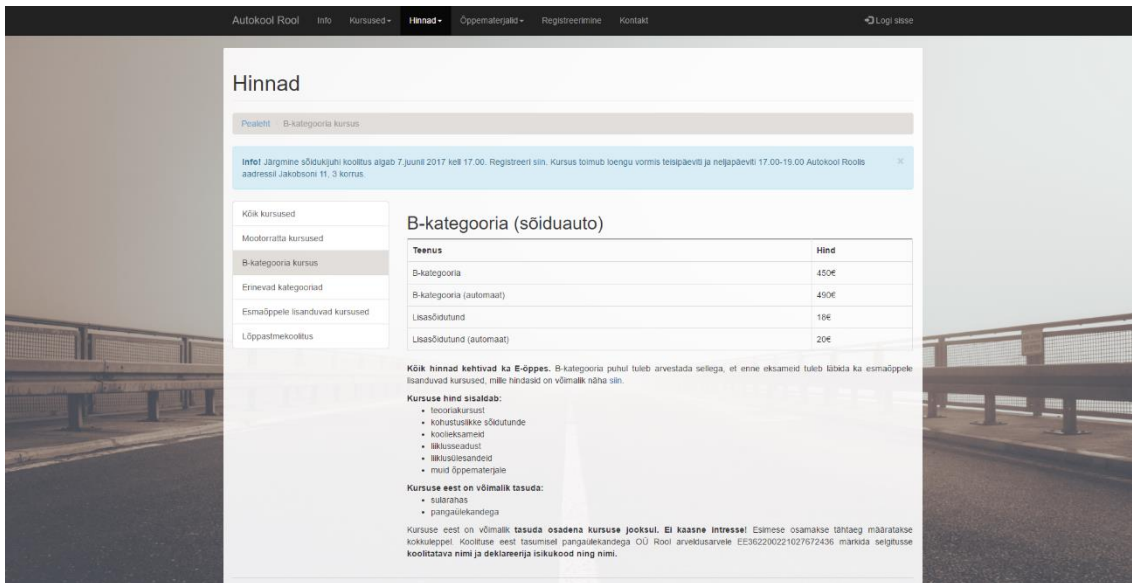 Autokool Rool Info Kursused Hinnad Õppematerjalid Registreerimine Kontakt Logi sisse
Hinnad
Pealeht / B-kategooria kursus
Info! Järgmine sõidukijuhi koolitus algab 7.juunil 2017 kell 17.00. Registreeri siin. Kursus toimub loengu vormis teisipäeviti ja neljapäeviti 17.00-19.00 Autokool Roolis ×
aadressil Jakobsoni 11, 3 korrus.
Kõik kursused
Mootorratta kursused
B-kategooria kursus
Erinevad kategooriad
Esmaõppele lisanduvad kursused
Lõppastmekoolitus
B-kategooria (sõiduauto)
Teenus Hind
B-kategooria 450€
B-kategooria (automaat) 490€
Lisasõidutund 18€
Lisasõidutund (automaat) 20€
Kõik hinnad kehtivad ka E-õppes. B-kategooria puhul tuleb arvestada sellega, et enne eksameid tuleb läbida ka esmaõppele
lisanduvad kursused, mille hindasid on võimalik näha siin.
Kursuse hind sisaldab:
• teooriakursust
• kohustuslikke sõidutunde
• koolieksameid
• liiklusseadust
• liiklusülesandeid
• muid õppematerjale
Kursuse eest on võimalik tasuda:
• sularahas
• pangaülekandega
Kursuse eest on võimalik tasuda osadena kursuse jooksul. Ei kaasne intresse! Esimese osamakse tähtaeg määratakse
kokkuleppel. Koolituse eest tasumisel pangaülekandega OÜ Rool arveldusarvele EE362200221027672436 märkida selgitusse
koolitatava nimi ja deklareerija isikukood ning nimi.